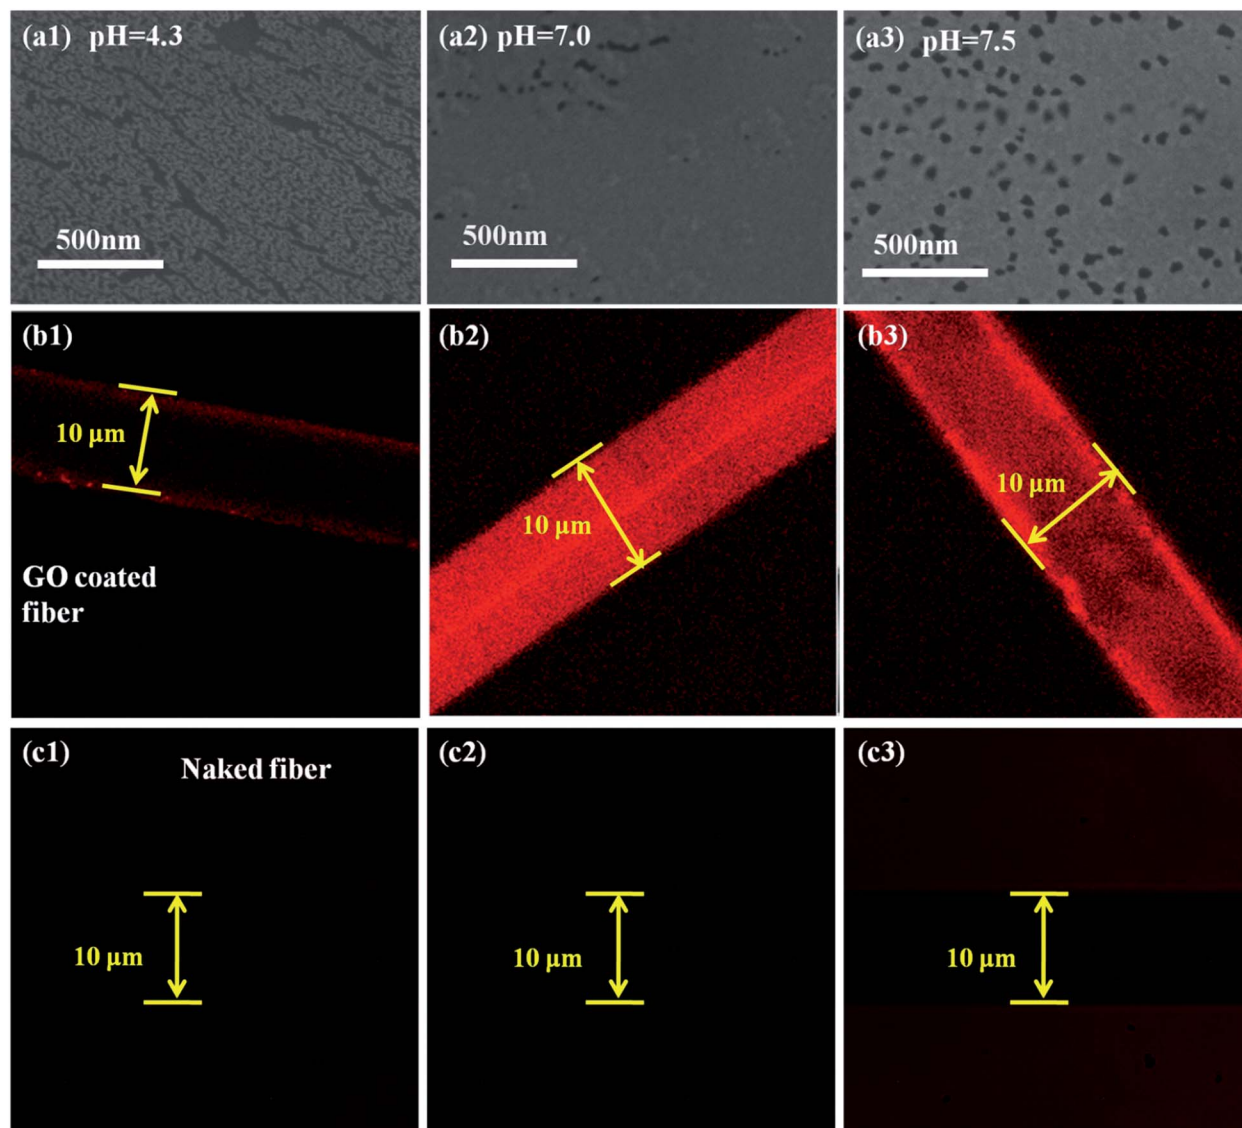 (a1) pH=4.3
(a2) pH=7.0
(a3) pH=7.5
500nm
500nm
500nm
(b1)
(b2)
(b3)
10 μm
10 μm
10 μm
GO coated
fiber
(c1)
(c2)
(c3)
Naked fiber
10 μm
10 μm
10 μm